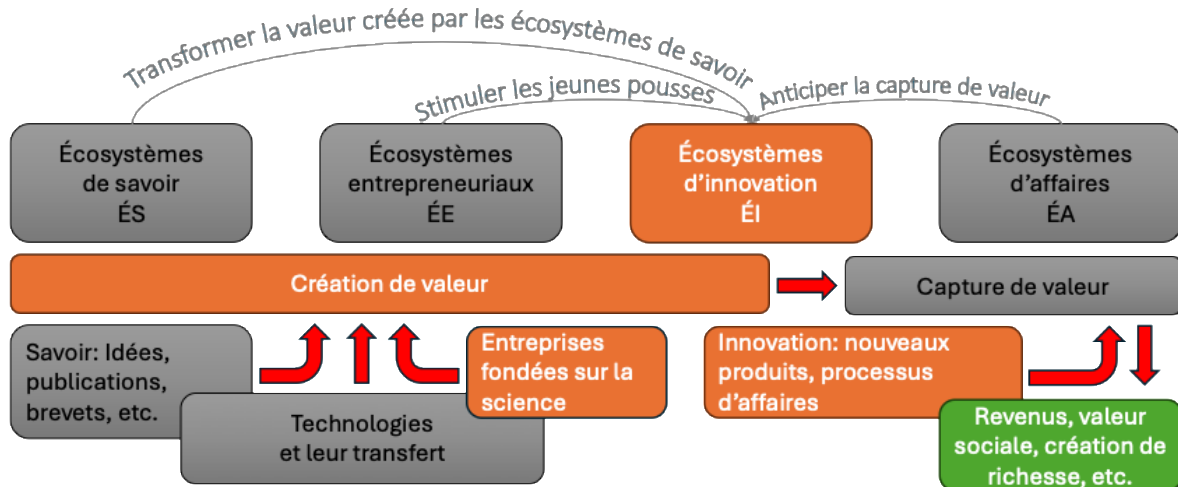 Transformer la valeur créée par les écosystèmes de savoir
Stimuler les jeunes pousses
Anticiper la capture de valeur
Écosystèmes
de savoir
ÉS
Écosystèmes
entrepreneuriaux
ÉE
Écosystèmes
d’innovation
ÉI
Écosystèmes
d’affaires
ÉA
Création de valeur
Capture de valeur
Savoir: Idées,
publications,
brevets, etc.
Technologies
et leur transfert
Entreprises
fondées sur la
science
Innovation: nouveaux
produits, processus
d’affaires
Revenus, valeur
sociale, création de
richesse, etc.